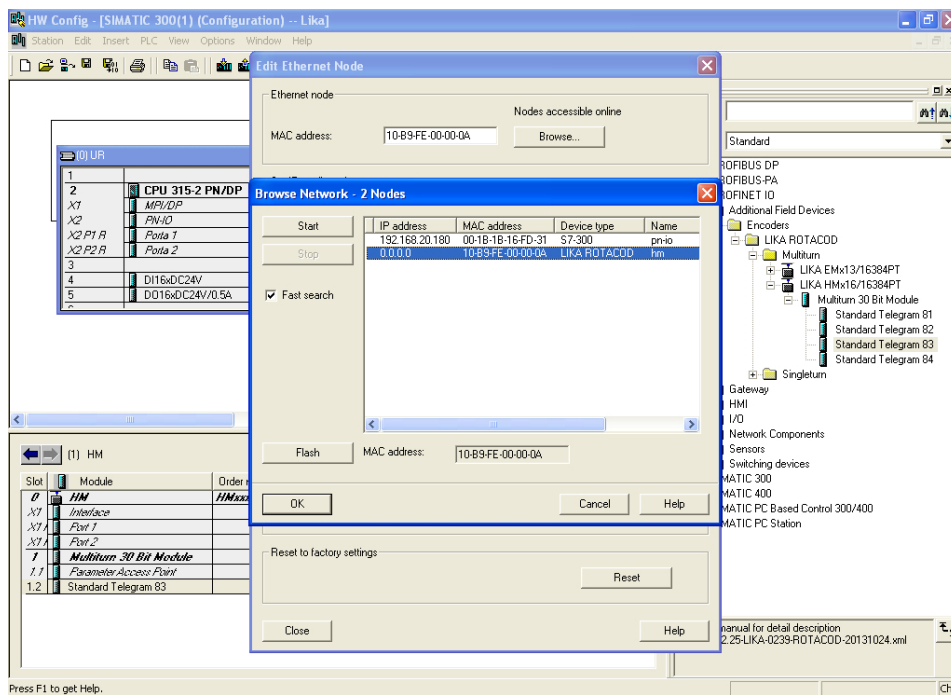 HW Config - [SIMATIC 300(1) (Configuration) -- Lika]
Station Edit Insert PLC View Options Window Help
Edit Ethernet Node
Ethernet node
Nodes accessible online
MAC address: 10-B9-FE-00-00-0A Browse...
Browse Network - 2 Nodes
Start
Stop
Fast search
IP address MAC address Device type Name
192.168.20.180 00-1B-1B-16-FD-31 S7-300 pn-io
0.0.0.0 10-B9-FE-00-00-0A LIKA ROTACOD hm
Flash MAC address: 10-B9-FE-00-00-0A
OK Cancel Help
Reset to factory settings
Reset
Close Help
(0) UR
1
2 CPU 315-2 PN/DP
X1 MPI/DP
X2 PN-IO
X2 P1 R Porta 1
X2 P2 R Porta 2
3
4 DI16xDC24V
5 DO16xDC24V/0.5A
(1) HM
Slot Module Order
0 HM HMxx
X1 Interface
X1 Port 1
X1 Port 2
1 Multiturn 30 Bit Module
1.1 Parameter Access Point
1.2 Standard Telegram 83
Standard
ROFIBUS DP
ROFIBUS-PA
ROFINET IO
Additional Field Devices
Encoders
LIKA ROTACOD
Multiturn
LIKA EMx13/16384PT
LIKA HMx16/16384PT
Multiturn 30 Bit Module
Standard Telegram 81
Standard Telegram 82
Standard Telegram 83
Standard Telegram 84
Singleturn
Gateway
HMI
I/O
Network Components
Sensors
Switching devices
MATIC 300
MATIC 400
MATIC PC Based Control 300/400
MATIC PC Station
manual for detail description
2.25-LIKA-0239-ROTACOD-20131024.xml
Press F1 to get Help.
Ch